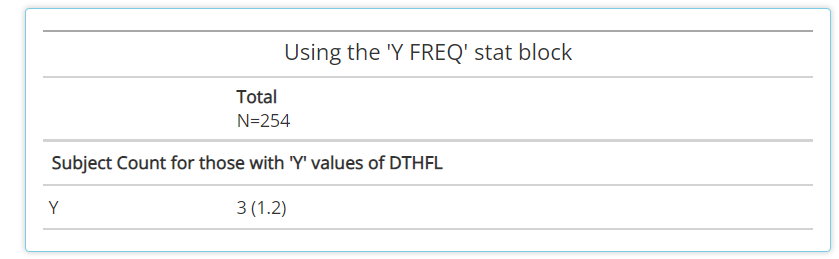 Using the 'Y FREQ' stat block
Total
N=254
Subject Count for those with 'Y' values of DTHFL
Y 3 (1.2)